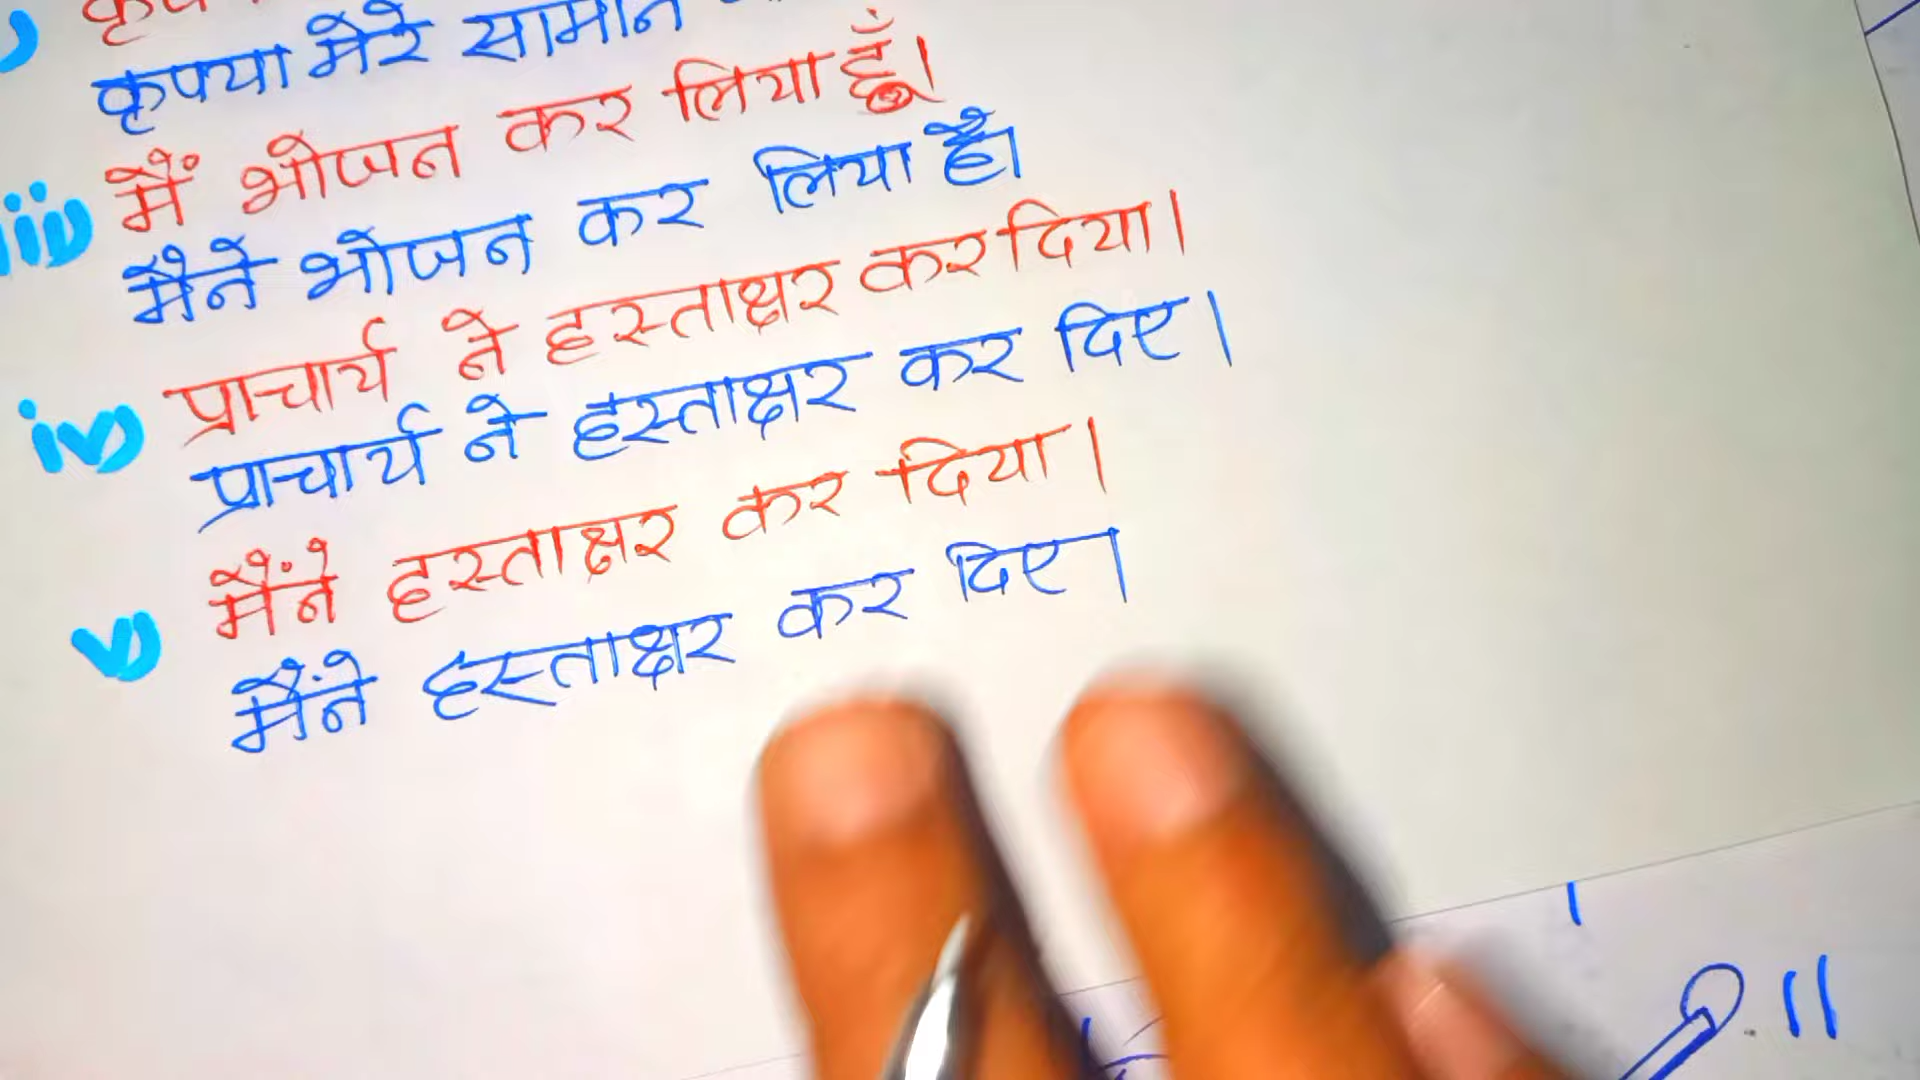 कृपया मेरे सामान
मैं भोजन कर लिया हूँ।
iii) मैने भोजन कर लिया है।
प्राचार्य ने हस्ताक्षर कर दिया।
iv) प्राचार्य ने हस्ताक्षर कर दिए।
मैंने हस्ताक्षर कर दिया।
v) मैंने हस्ताक्षर कर दिए।